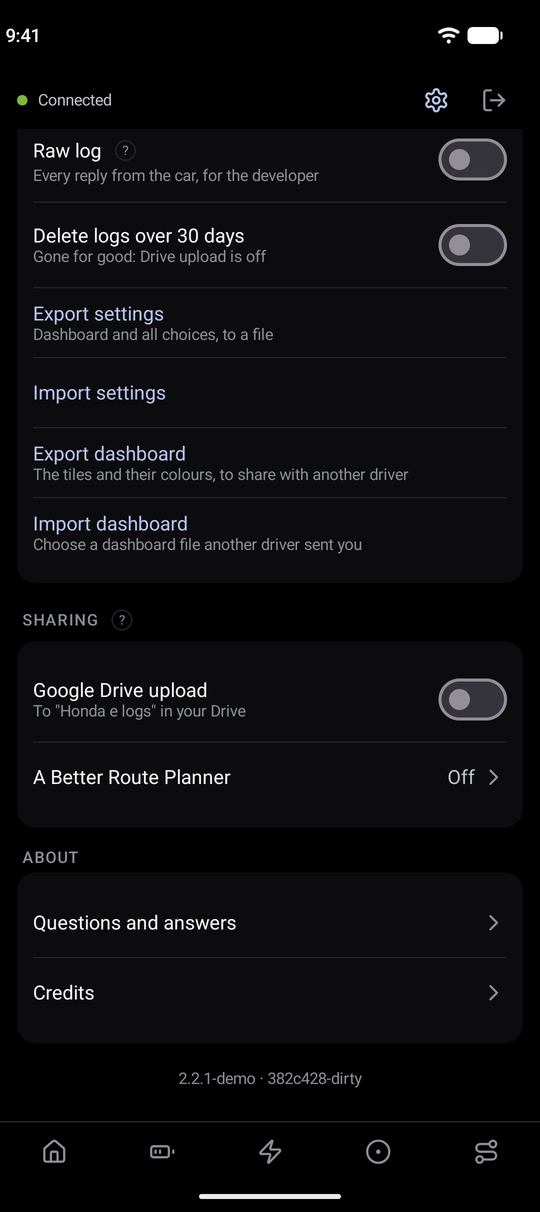 9:41
Connected
Raw log ?
Every reply from the car, for the developer
Delete logs over 30 days
Gone for good: Drive upload is off
Export settings
Dashboard and all choices, to a file
Import settings
Export dashboard
The tiles and their colours, to share with another driver
Import dashboard
Choose a dashboard file another driver sent you
SHARING ?
Google Drive upload
To "Honda e logs" in your Drive
A Better Route Planner Off
ABOUT
Questions and answers
Credits
2.2.1-demo · 382c428-dirty